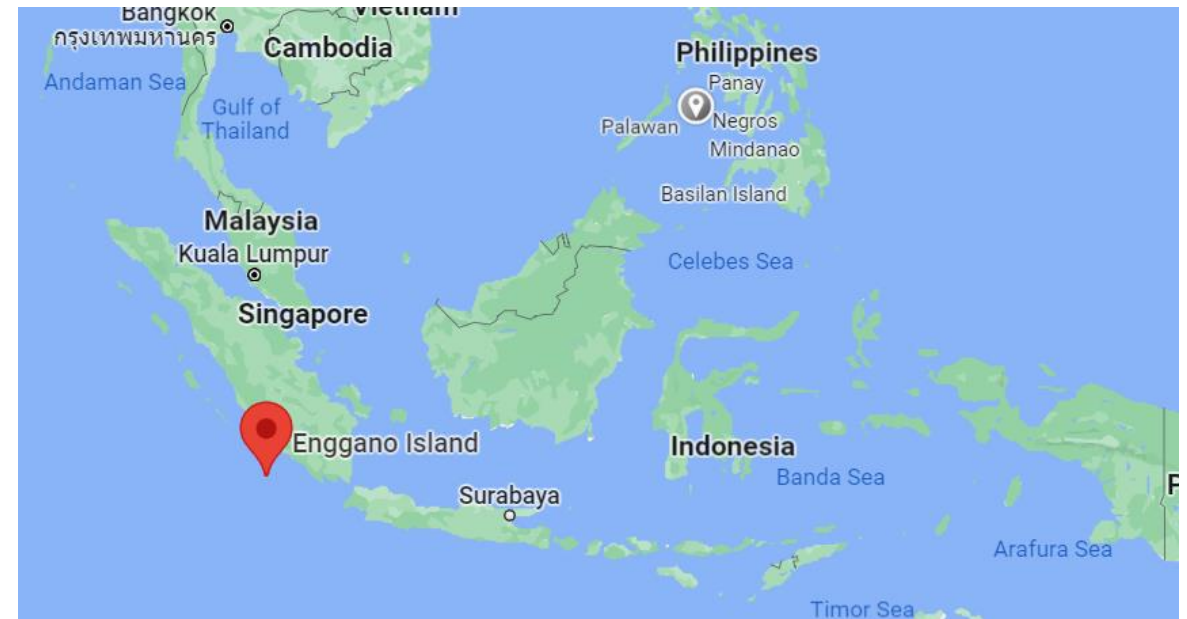 Bangkok
กรุงเทพมหานคร
Vietnam
Cambodia
Philippines
Andaman Sea
Panay
Gulf of
Thailand
Palawan
Negros
Mindanao
Basilan Island
Malaysia
Kuala Lumpur
Celebes Sea
Singapore
Enggano Island
Indonesia
Banda Sea
Surabaya
P
Arafura Sea
Timor Sea